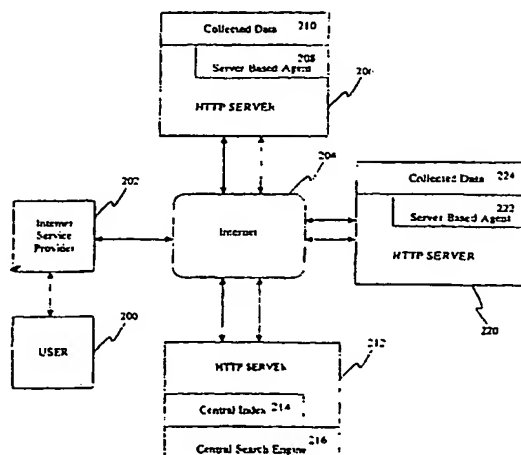 Collected Data 210
208
Server Based Agent
206
HTTP SERVER
204
Internet
202
Internet
Service
Provider
Collected Data 224
222
Server Based Agent
HTTP SERVER
220
USER
200
212
HTTP SERVER
Central Index 214
Central Search Engine 216